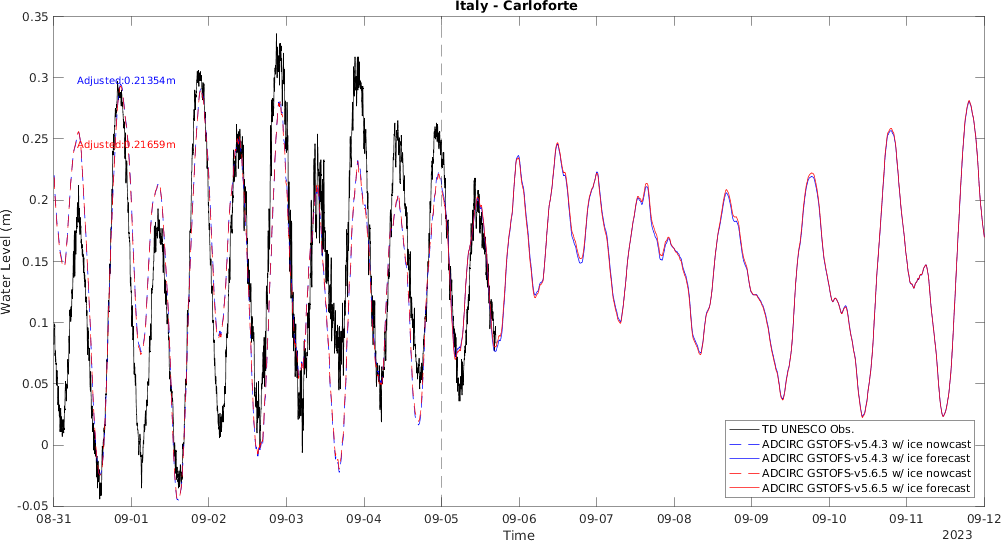 Italy - Carloforte
0.35
0.3
0.25
0.2
0.15
0.1
0.05
0
-0.05
Water Level (m)
Adjusted:0.21354m
Adjusted:0.21659m
TD UNESCO Obs.
ADCIRC GSTOFS-v5.4.3 w/ ice nowcast
ADCIRC GSTOFS-v5.4.3 w/ ice forecast
ADCIRC GSTOFS-v5.6.5 w/ ice nowcast
ADCIRC GSTOFS-v5.6.5 w/ ice forecast
08-31 09-01 09-02 09-03 09-04 09-05 09-06 09-07 09-08 09-09 09-10 09-11 09-12
Time
2023